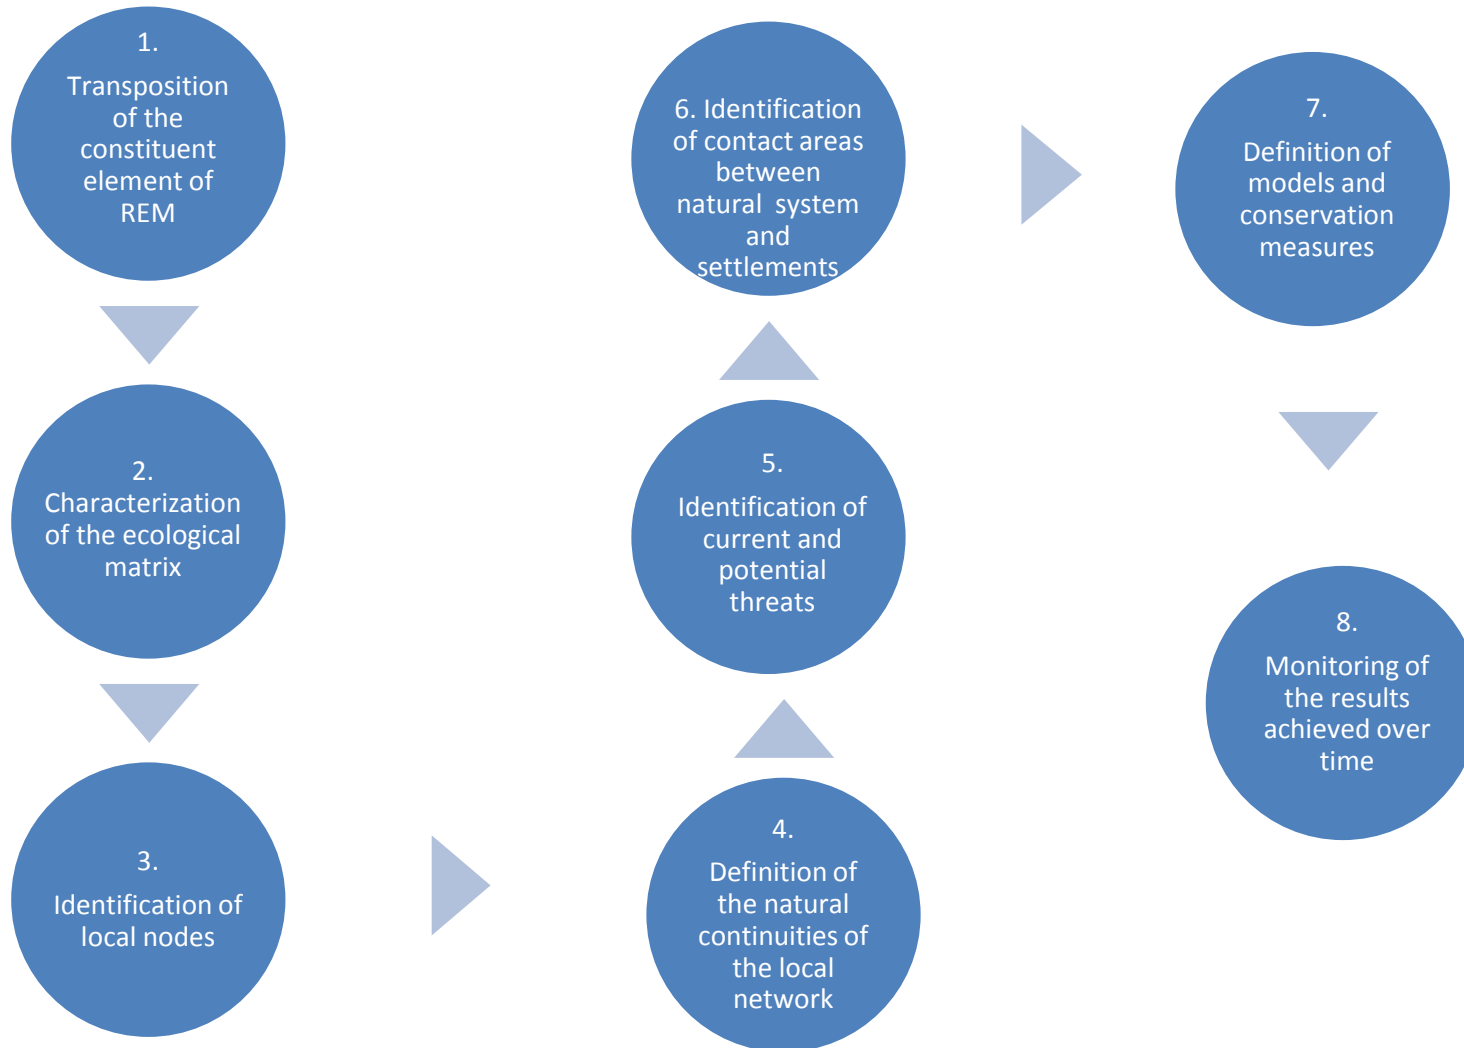 1.
Transposition
of the
constituent
element of
REM
2.
Characterization
of the ecological
matrix
3.
Identification of
local nodes
4.
Definition of
the natural
continuities of
the local
network
5.
Identification of
current and
potential
threats
6. Identification
of contact areas
between
natural system
and
settlements
7.
Definition of
models and
conservation
measures
8.
Monitoring of
the results
achieved over
time